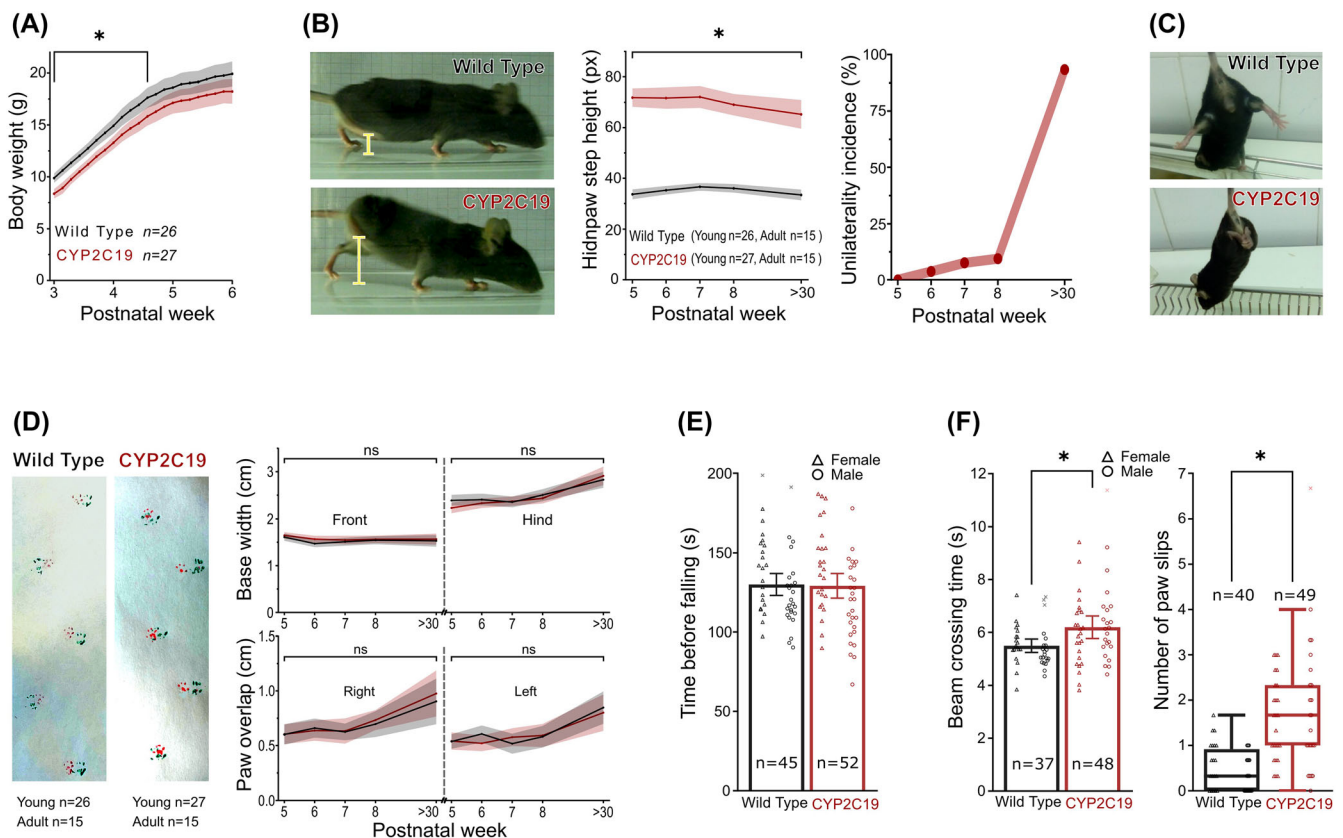 (A)
*
Body weight (g)
20
15
10
5
0
Wild Type n=26
CYP2C19 n=27
3
4
5
6
Postnatal week
(B)
Wild Type
CYP2C19
*
Hidnpaw step height (px)
100
80
60
40
20
0
Wild Type (Young n=26, Adult n=15 )
CYP2C19 (Young n=27, Adult n=15 )
5
6
7
8
>30
Postnatal week
Unilaterality incidence (%)
100
75
50
25
0
5
6
7
8
>30
Postnatal week
(C)
Wild Type
CYP2C19
(D)
Wild Type
CYP2C19
Young n=26
Adult n=15
Young n=27
Adult n=15
ns
ns
Base width (cm)
3
2.5
2
1.5
1
0.5
0
Front
Hind
5
6
7
8
>30
5
6
7
8
>30
ns
ns
Paw overlap (cm)
1.5
1.0
0.5
0.0
Right
Left
5
6
7
8
>30
5
6
7
8
>30
Postnatal week
(E)
Female
Male
Time before falling (s)
200
150
100
50
0
n=45
n=52
Wild Type
CYP2C19
(F)
Female
Male
*
Beam crossing time (s)
12
10
8
6
4
2
0
n=37
n=48
Wild Type
CYP2C19
*
Number of paw slips
7
6
5
4
3
2
1
0
n=40
n=49
Wild Type
CYP2C19